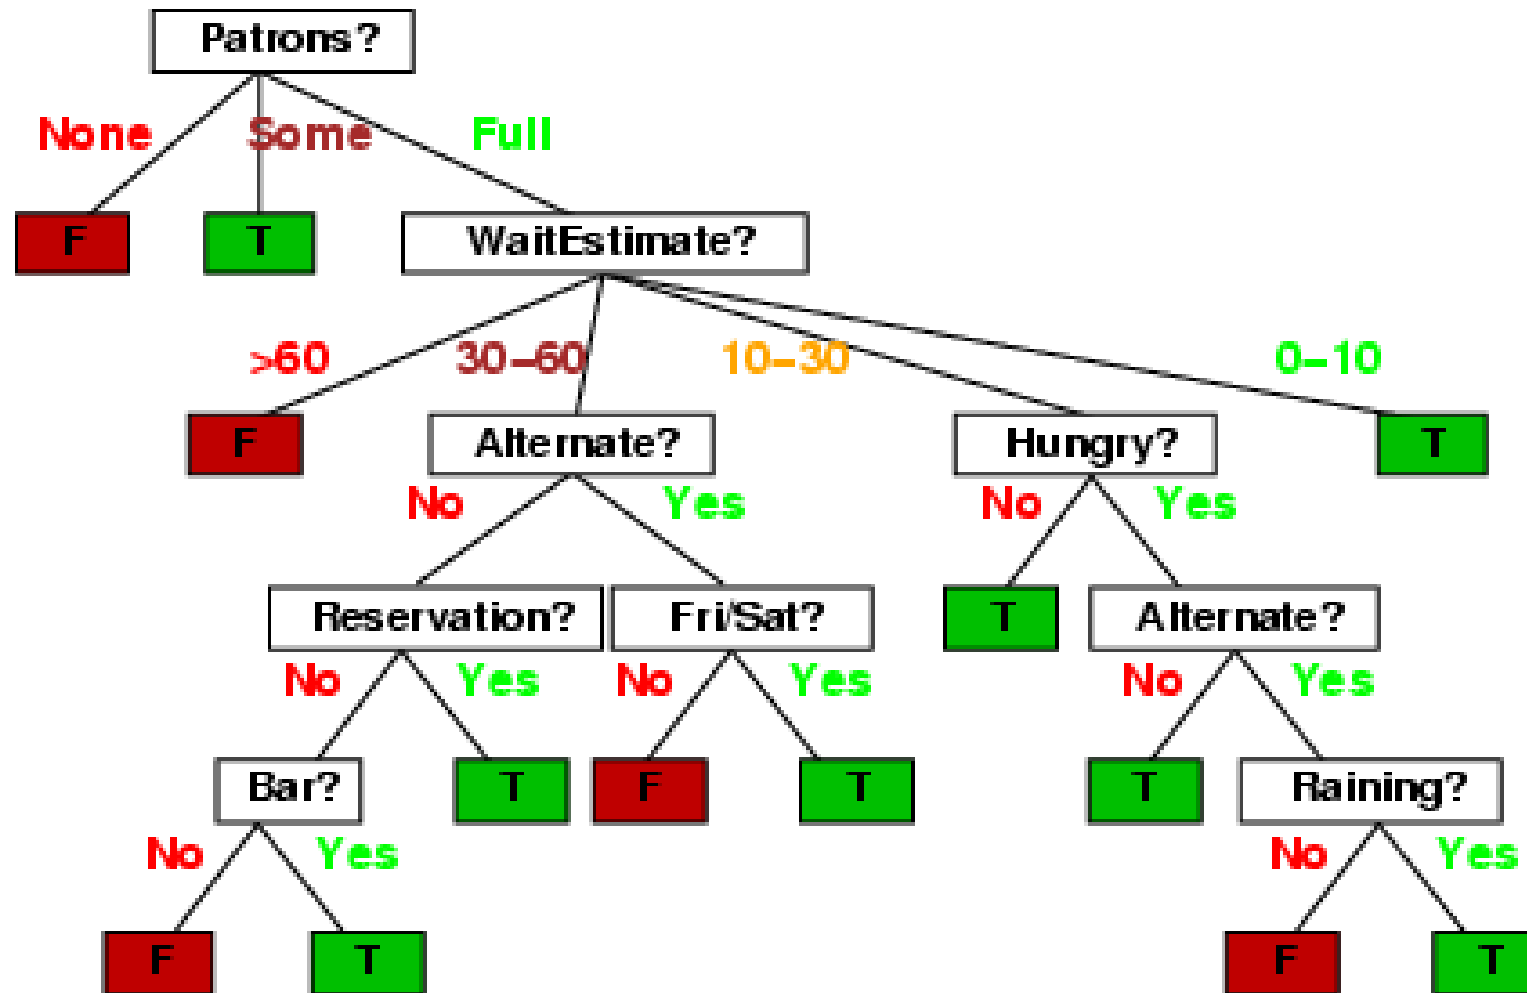 Patrons?
None Some Full
F T WaitEstimate?
>60 30–60 10–30 0–10
F Alternate? Hungry? T
No Yes No Yes
Reservation? Fri/Sat? T Alternate?
No Yes No Yes No Yes
Bar? T F T T Raining?
No Yes No Yes
F T F T